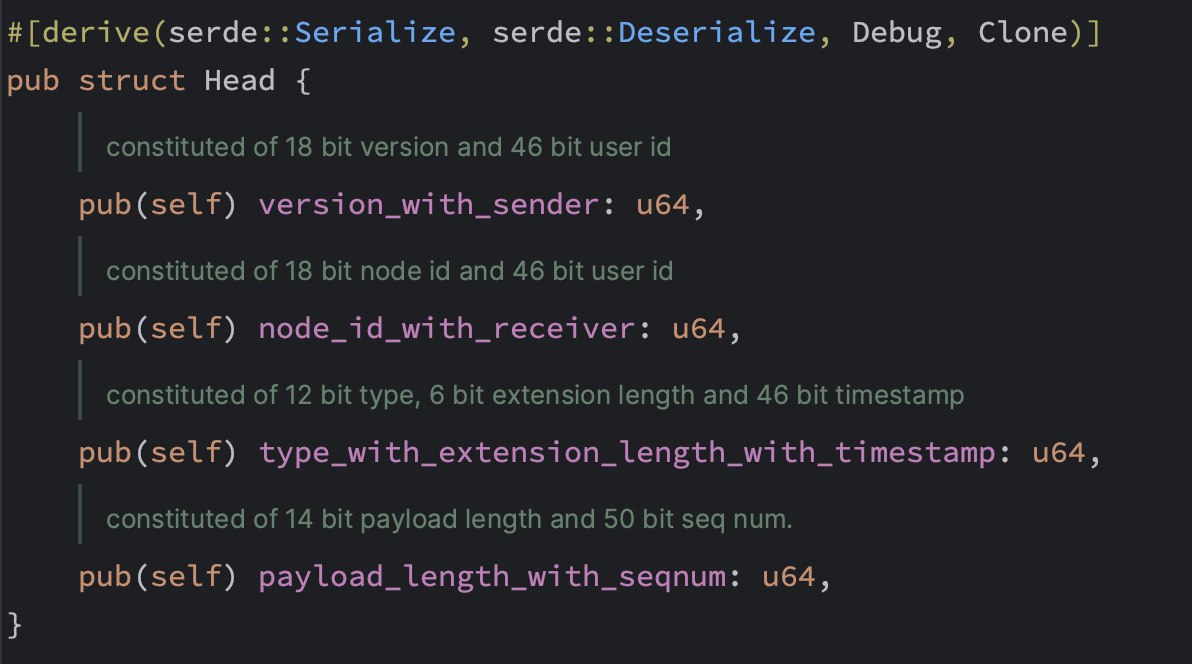 #[derive(serde::Serialize, serde::Deserialize, Debug, Clone)]
pub struct Head {
constituted of 18 bit version and 46 bit user id
pub(self) version_with_sender: u64,
constituted of 18 bit node id and 46 bit user id
pub(self) node_id_with_receiver: u64,
constituted of 12 bit type, 6 bit extension length and 46 bit timestamp
pub(self) type_with_extension_length_with_timestamp: u64,
constituted of 14 bit payload length and 50 bit seq num.
pub(self) payload_length_with_seqnum: u64,
}